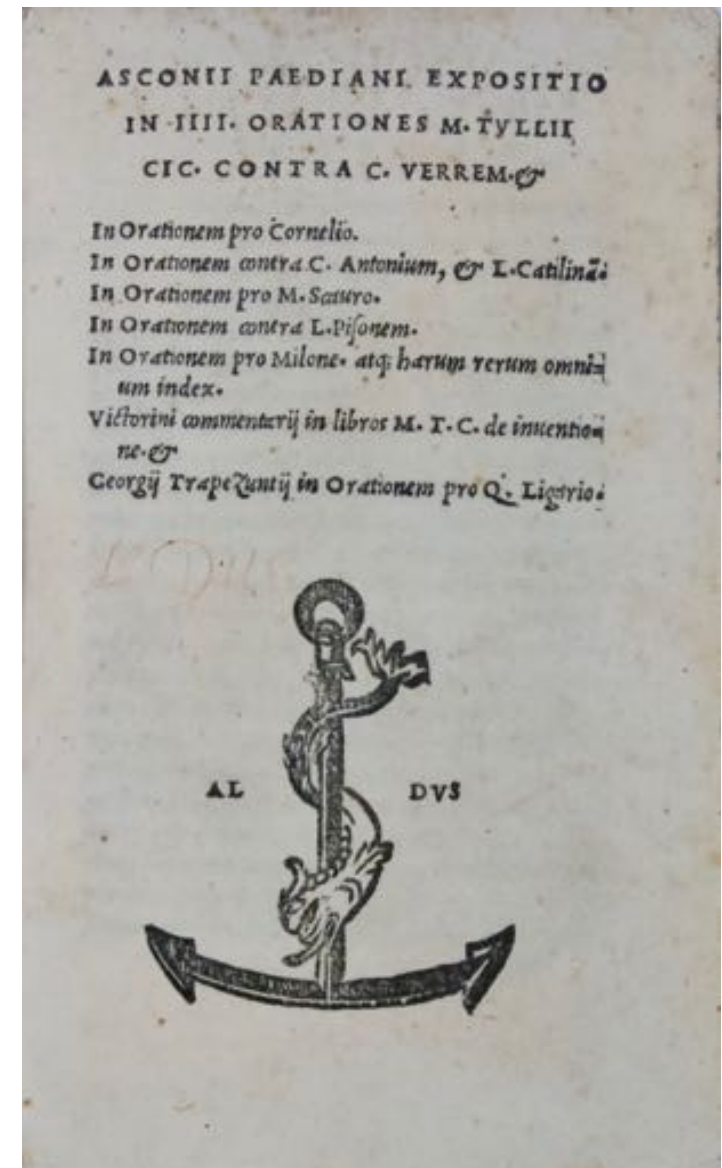 ASCONII PAEDIANI EXPOSITIO
IN IIII. ORATIONES M. TVLLII
CIC. CONTRA C. VERREM. &
In Orationem pro Cornelio.
In Orationem contra C. Antonium, & L. Catilinā.
In Orationem pro M. Scauro.
In Orationem contra L. Pisonem.
In Orationem pro Milone. atq; harum rerum omni=
um index.
Victorini commentarij in libros M. T. C. de inuentio=
ne. &
Georgij Trapezuntij in Orationem pro Q. Ligario.
AL DVS